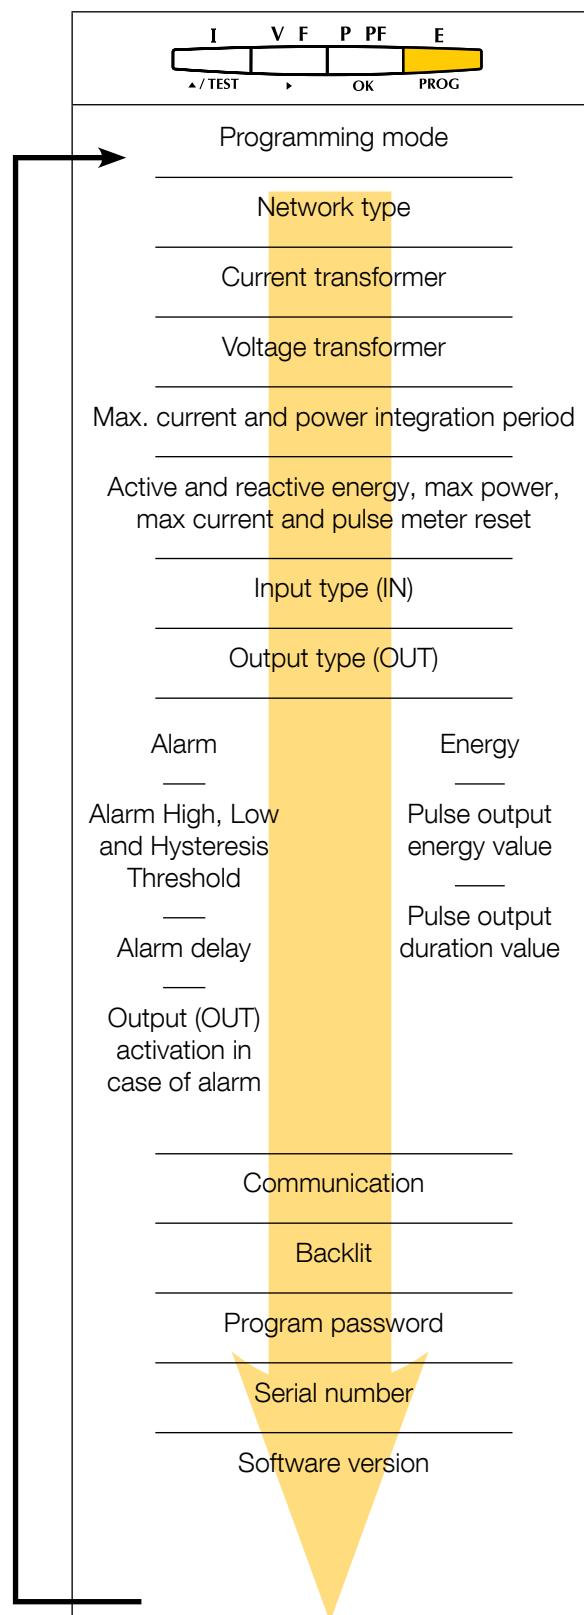 I V F P PF E
▲ / TEST ▶ OK PROG
Programming mode
Network type
Current transformer
Voltage transformer
Max. current and power integration period
Active and reactive energy, max power,
max current and pulse meter reset
Input type (IN)
Output type (OUT)
Alarm
Alarm High, Low
and Hysteresis
Threshold
Alarm delay
Output (OUT)
activation in
case of alarm
Energy
Pulse output
energy value
Pulse output
duration value
Communication
Backlit
Program password
Serial number
Software version